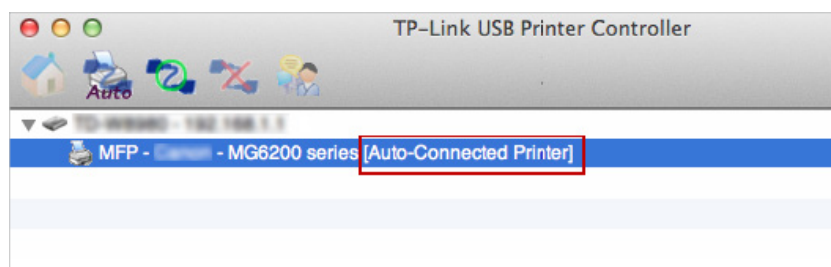 TP-Link USB Printer Controller
Auto
MFP - - MG6200 series [Auto-Connected Printer]